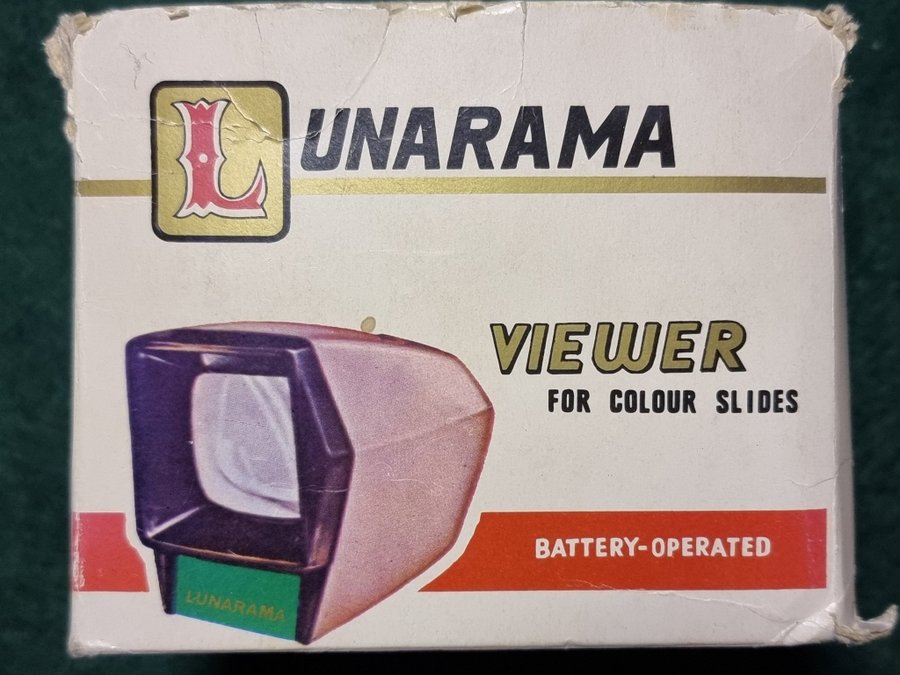 LUNARAMA
VIEWER
FOR COLOUR SLIDES
BATTERY-OPERATED
LUNARAMA